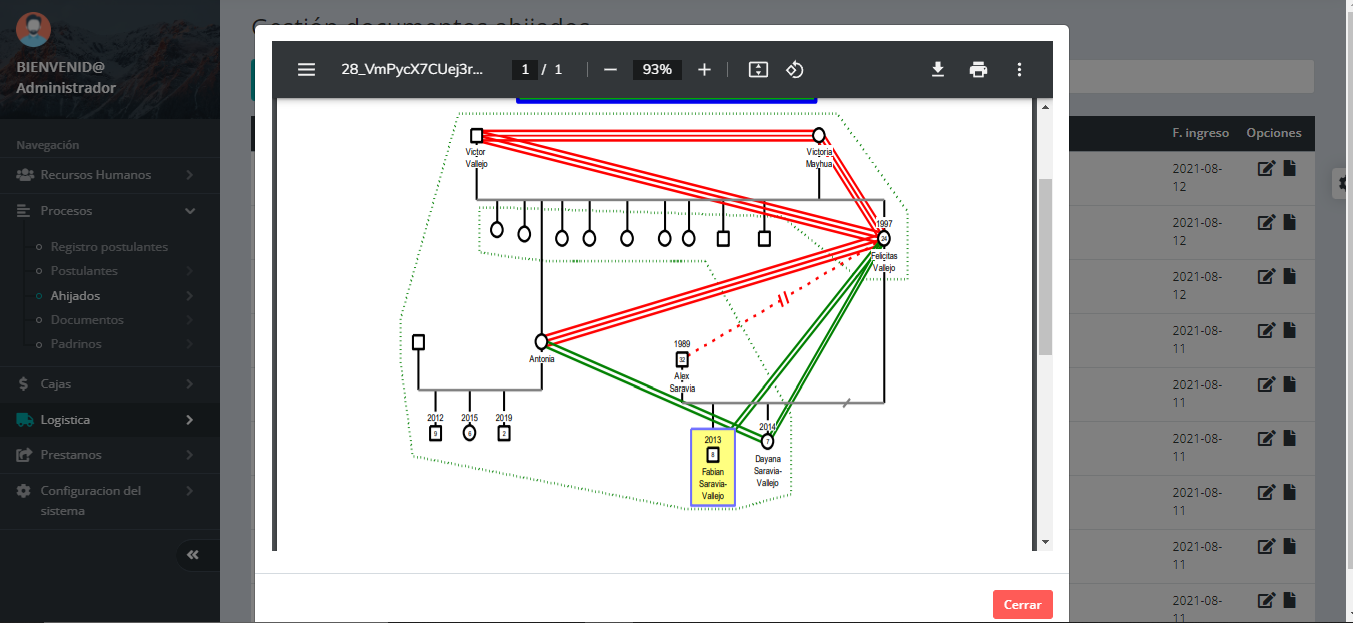 Gestión documentos ahijados
BIENVENID@
Administrador
Navegación
Recursos Humanos
Procesos
Registro postulantes
Postulantes
Ahijados
Documentos
Padrinos
Cajas
Logistica
Prestamos
Configuracion del
sistema
28_VmPycX7CUej3r...
1 / 1
93%
Victor
Vallejo
Victoria
Mayhua
1997
24
Felicitas
Vallejo
Antonia
1989
32
Alex
Saravia
2012
9
2015
6
2019
2
2013
8
Fabian
Saravia-
Vallejo
2014
7
Dayana
Saravia-
Vallejo
Cerrar
F. ingreso Opciones
2021-08-
12
2021-08-
12
2021-08-
12
2021-08-
11
2021-08-
11
2021-08-
11
2021-08-
11
2021-08-
11
2021-08-
11